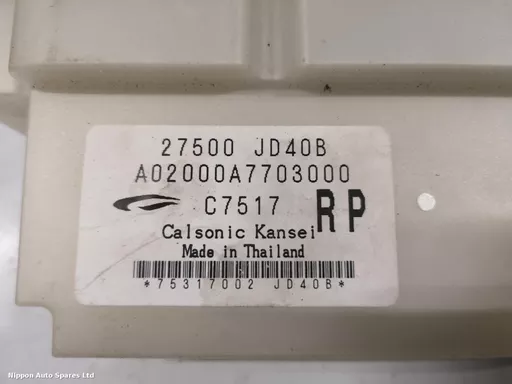 27500 JD40B
A02000A7703000
C7517 RP
Calsonic Kansei
Made in Thailand
*75317002 JD40B*
Nippon Auto Spares Ltd